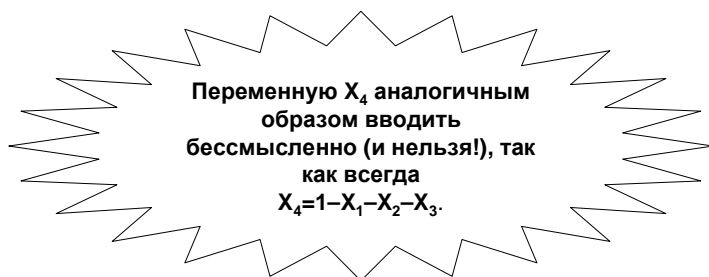 Переменную X₄ аналогичным
образом вводить
бессмысленно (и нельзя!), так
как всегда
X₄=1–X₁–X₂–X₃.